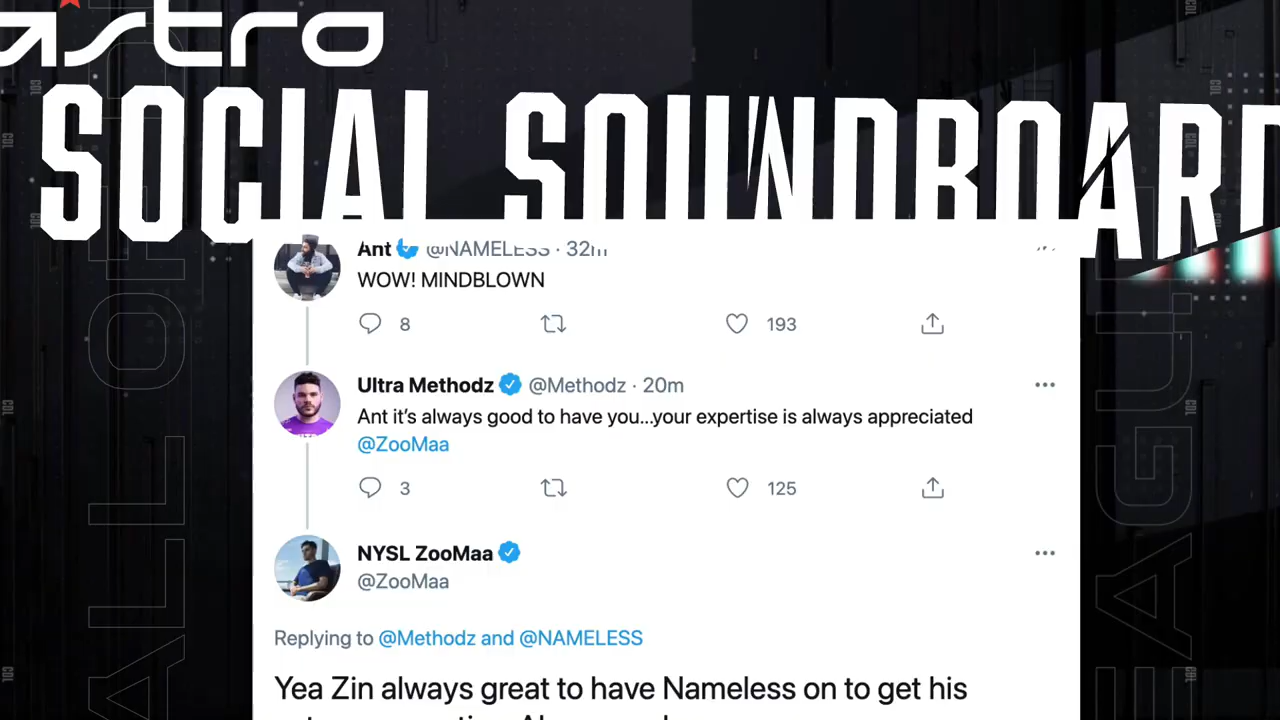 astro
SOCIAL SOUNDBOARD
Ant @NAMELESS · 32m
WOW! MINDBLOWN
8 193
Ultra Methodz @Methodz · 20m
Ant it's always good to have you...your expertise is always appreciated
@ZooMaa
3 125
NYSL ZooMaa
@ZooMaa
Replying to @Methodz and @NAMELESS
Yea Zin always great to have Nameless on to get his